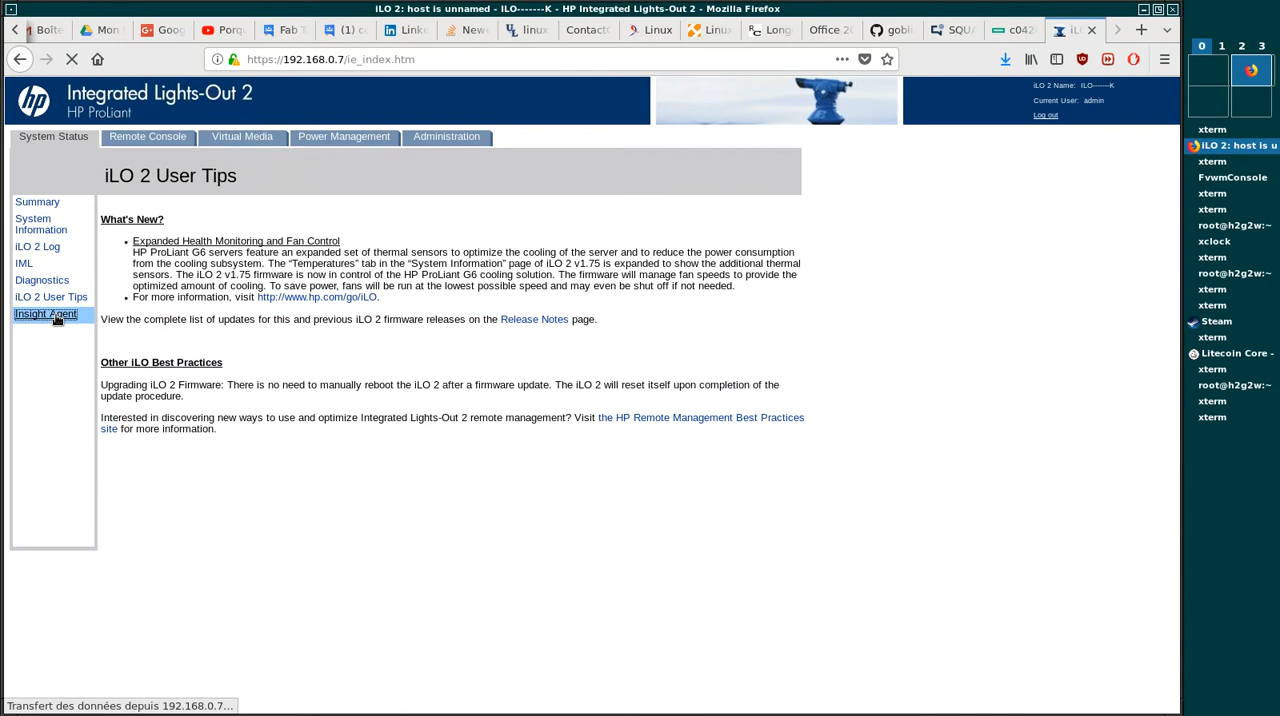 iLO 2: host is unnamed - ILO-------K - HP Integrated Lights-Out 2 - Mozilla Firefox
Boîte
Mon
Goog
Porqu
Fab T
(1) ca
Linke
New
linux
Contact
Linux
Linux
Long
Office 20
gobli
SQUA
c042
iLO
https://192.168.0.7/ie_index.htm
hp
Integrated Lights-Out 2
HP ProLiant
iLO 2 Name: ILO-------K
Current User: admin
Log out
System Status
Remote Console
Virtual Media
Power Management
Administration
iLO 2 User Tips
Summary
System
Information
iLO 2 Log
IML
Diagnostics
iLO 2 User Tips
Insight Agent
What's New?
• Expanded Health Monitoring and Fan Control
HP ProLiant G6 servers feature an expanded set of thermal sensors to optimize the cooling of the server and to reduce the power consumption
from the cooling subsystem. The “Temperatures” tab in the “System Information” page of iLO 2 v1.75 is expanded to show the additional thermal
sensors. The iLO 2 v1.75 firmware is now in control of the HP ProLiant G6 cooling solution. The firmware will manage fan speeds to provide the
optimized amount of cooling. To save power, fans will be run at the lowest possible speed and may even be shut off if not needed.
• For more information, visit http://www.hp.com/go/iLO.
View the complete list of updates for this and previous iLO 2 firmware releases on the Release Notes page.
Other iLO Best Practices
Upgrading iLO 2 Firmware: There is no need to manually reboot the iLO 2 after a firmware update. The iLO 2 will reset itself upon completion of the
update procedure.
Interested in discovering new ways to use and optimize Integrated Lights-Out 2 remote management? Visit the HP Remote Management Best Practices
site for more information.
Transfert des données depuis 192.168.0.7...
0 1 2 3
xterm
iLO 2: host is u
xterm
FvwmConsole
xterm
xterm
root@h2g2w:~
xclock
xterm
root@h2g2w:~
xterm
xterm
Steam
xterm
Litecoin Core -
xterm
root@h2g2w:~
xterm
xterm